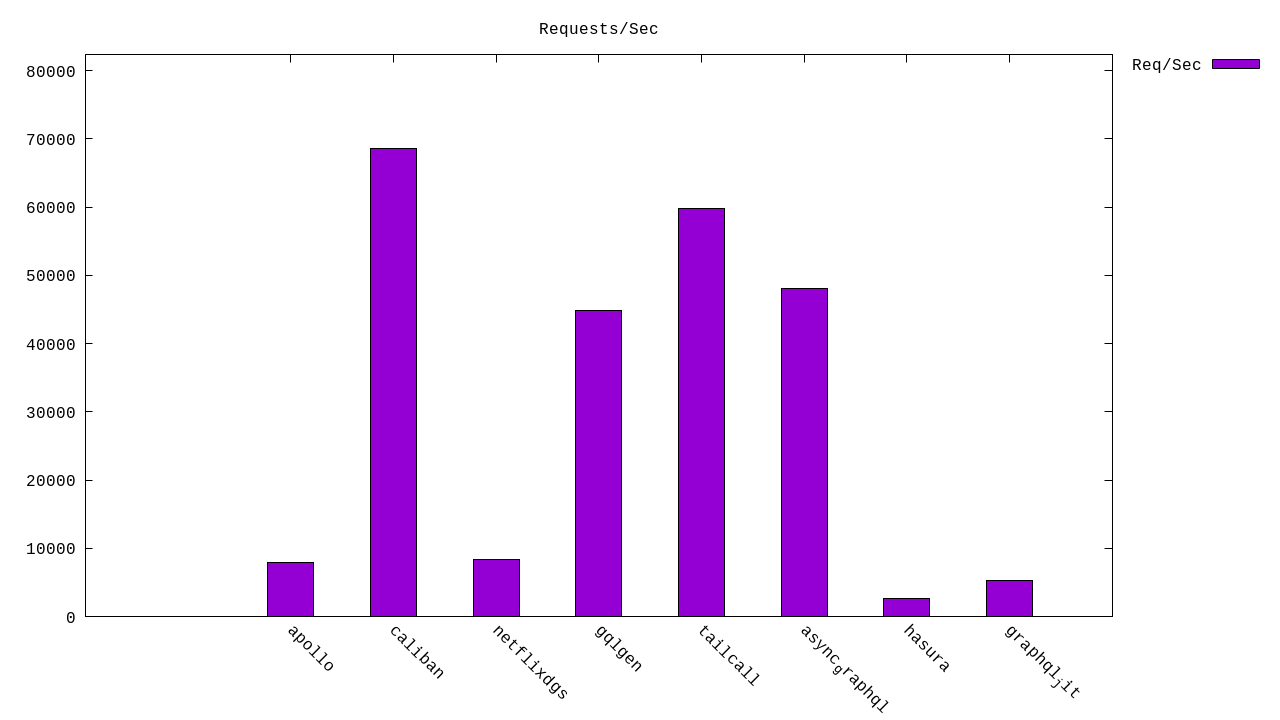 Requests/Sec
Req/Sec
80000
70000
60000
50000
40000
30000
20000
10000
0
apollo
caliban
netflixdgs
gqlgen
tailcall
asyncgraphql
hasura
graphqljit